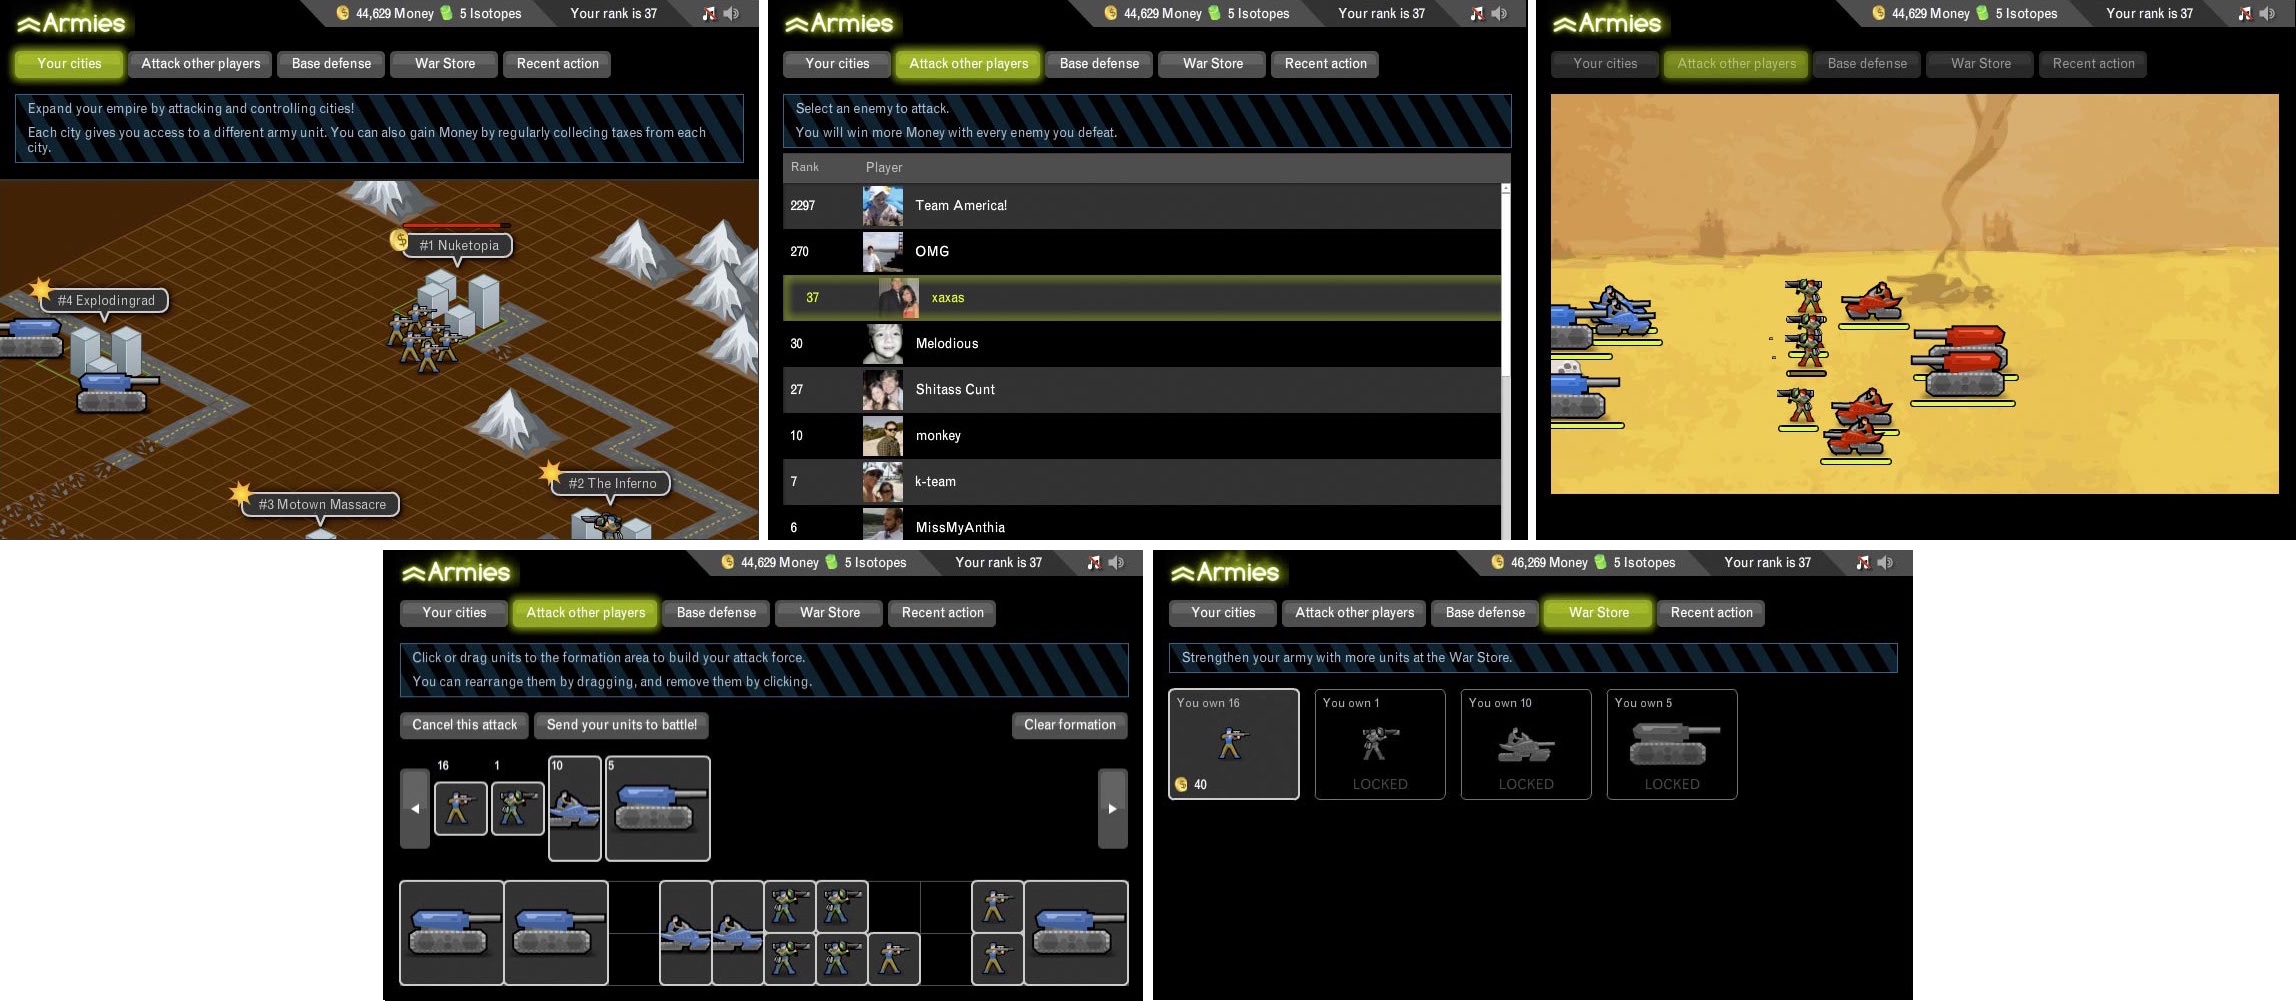 Armies
44,629 Money 5 Isotopes Your rank is 37
Your cities Attack other players Base defense War Store Recent action
Expand your empire by attacking and controlling cities!
Each city gives you access to a different army unit. You can also gain Money by regularly collecing taxes from each
city.
#1 Nuketopia
#4 Explodingrad
#2 The Inferno
#3 Motown Massacre
Armies
44,629 Money 5 Isotopes Your rank is 37
Your cities Attack other players Base defense War Store Recent action
Select an enemy to attack.
You will win more Money with every enemy you defeat.
Rank Player
2297 Team America!
270 OMG
37 xaxas
30 Melodious
27 Shitass Cunt
10 monkey
7 k-team
6 MissMyAnthia
Armies
44,629 Money 5 Isotopes Your rank is 37
Your cities Attack other players Base defense War Store Recent action
Armies
44,629 Money 5 Isotopes Your rank is 37
Your cities Attack other players Base defense War Store Recent action
Click or drag units to the formation area to build your attack force.
You can rearrange them by dragging, and remove them by clicking.
Cancel this attack Send your units to battle! Clear formation
16 1 10 5
Armies
46,269 Money 5 Isotopes Your rank is 37
Your cities Attack other players Base defense War Store Recent action
Strengthen your army with more units at the War Store.
You own 16 You own 1 You own 10 You own 5
40 LOCKED LOCKED LOCKED